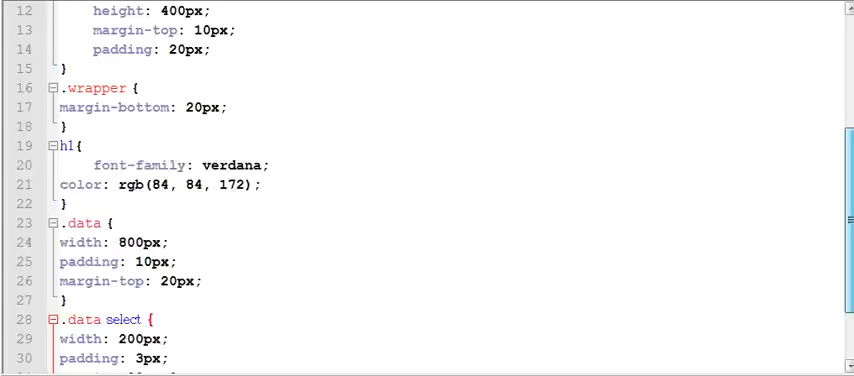 12 height: 400px;
13 margin-top: 10px;
14 padding: 20px;
15 }
16 .wrapper {
17 margin-bottom: 20px;
18 }
19 h1{
20 font-family: verdana;
21 color: rgb(84, 84, 172);
22 }
23 .data {
24 width: 800px;
25 padding: 10px;
26 margin-top: 20px;
27 }
28 .data select {
29 width: 200px;
30 padding: 3px;